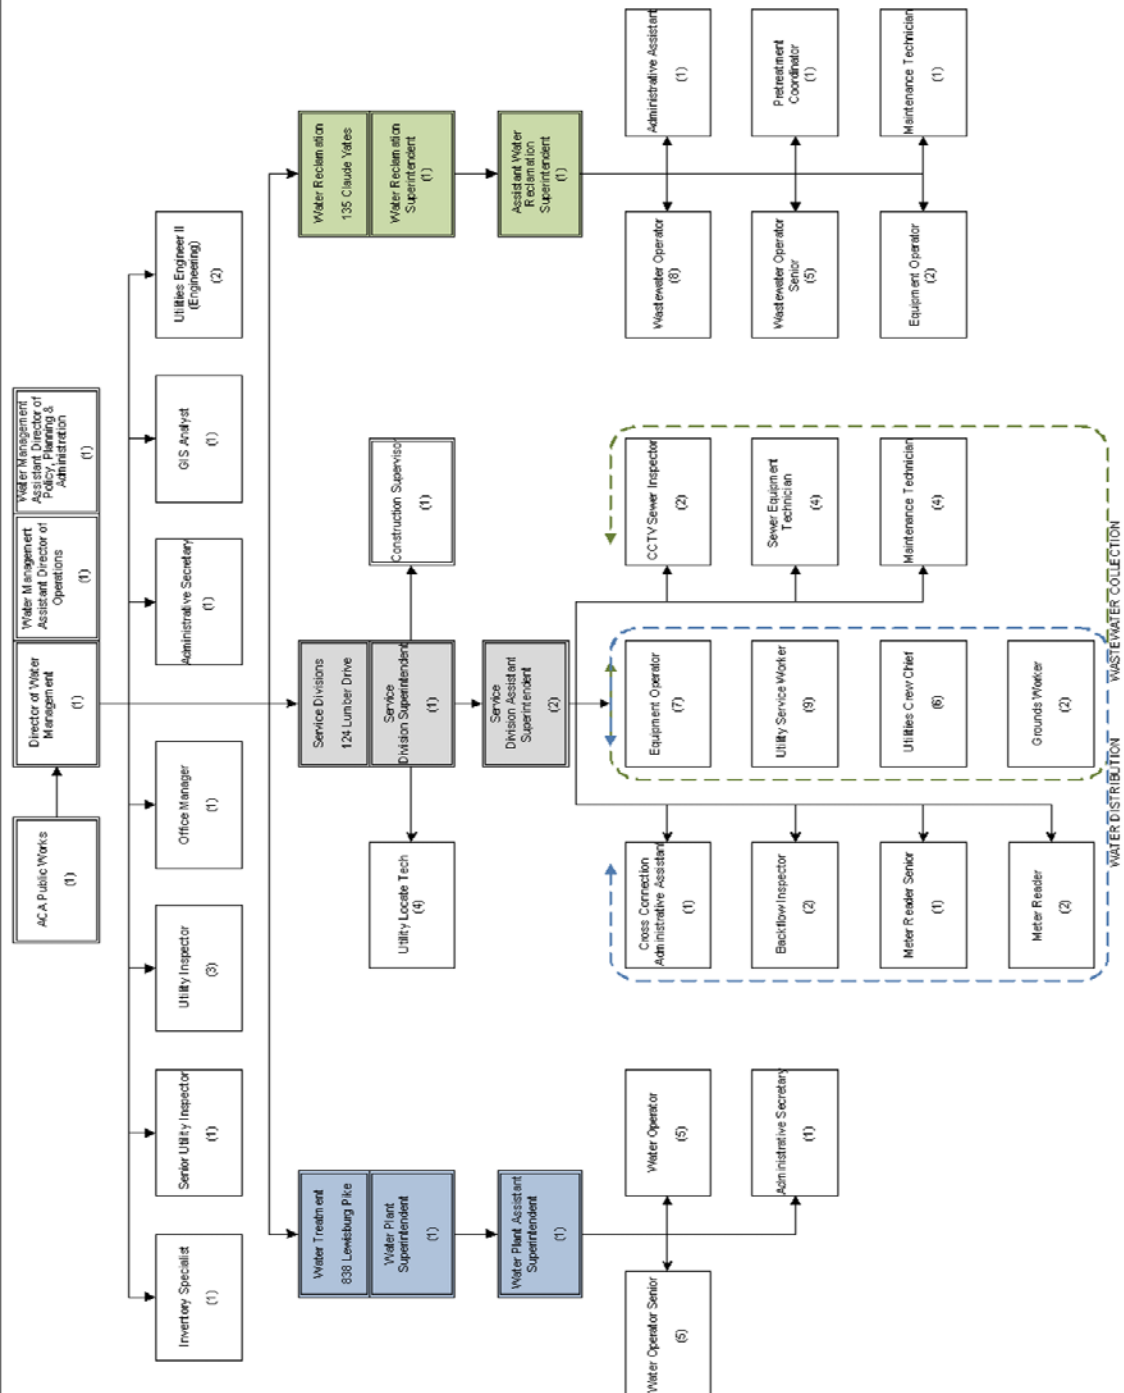 ACA Public Works
(1)
Director of Water
Management
(1)
Water Management
Assistant Director of
Operations
(1)
Water Management
Assistant Director of
Policy, Planning &
Administration
(1)
Inventory Specialist
(1)
Senior Utility Inspector
(1)
Utility Inspector
(3)
Office Manager
(1)
Administrative Secretary
(1)
GIS Analyst
(1)
Utilities Engineer II
(Engineering)
(2)
Water Treatment
838 Lewisburg Pike
Water Plant
Superintendent
(1)
Water Plant Assistant
Superintendent
(1)
Water Operator Senior
(5)
Water Operator
(5)
Administrative Secretary
(1)
Service Divisions
124 Lumber Drive
Service
Division Superintendent
(1)
Utility Locate Tech
(4)
Construction Supervisor
(1)
Service
Division Assistant
Superintendent
(2)
Cross Connection
Administrative Assistant
(1)
Backflow Inspector
(2)
Meter Reader Senior
(1)
Meter Reader
(2)
Equipment Operator
(7)
Utility Service Worker
(9)
Utilities Crew Chief
(6)
Grounds Worker
(2)
CCTV Sewer Inspector
(2)
Sewer Equipment
Technician
(4)
Maintenance Technician
(4)
WATER DISTRIBUTION
WASTEWATER COLLECTION
Water Reclamation
135 Claude Yates
Water Reclamation
Superintendent
(1)
Assistant Water
Reclamation
Superintendent
(1)
Wastewater Operator
(8)
Administrative Assistant
(1)
Wastewater Operator
Senior
(5)
Pretreatment
Coordinator
(1)
Equipment Operator
(2)
Maintenance Technician
(1)